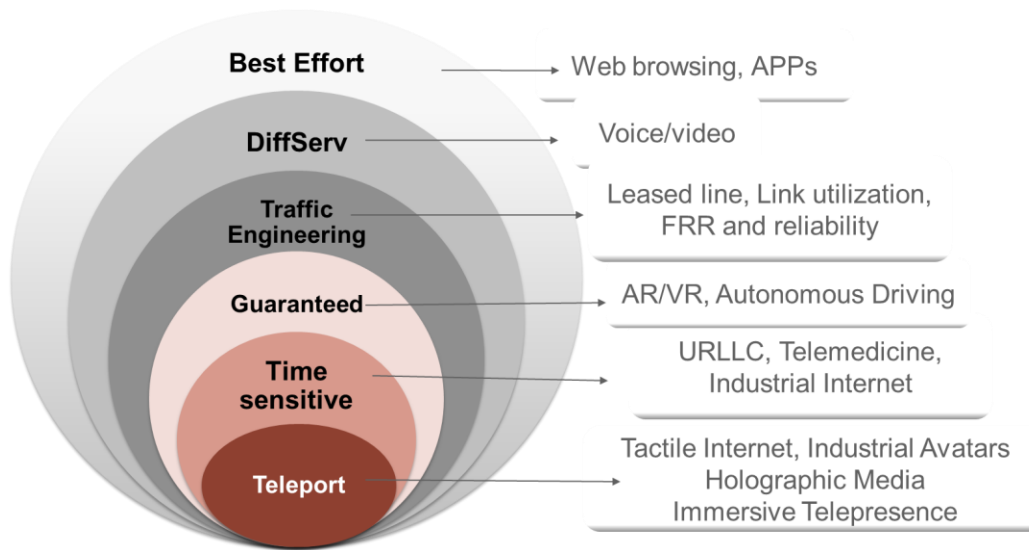 Best Effort
Web browsing, APPs
DiffServ
Voice/video
Traffic
Engineering
Leased line, Link utilization,
FRR and reliability
Guaranteed
AR/VR, Autonomous Driving
Time
sensitive
URLLC, Telemedicine,
Industrial Internet
Teleport
Tactile Internet, Industrial Avatars
Holographic Media
Immersive Telepresence